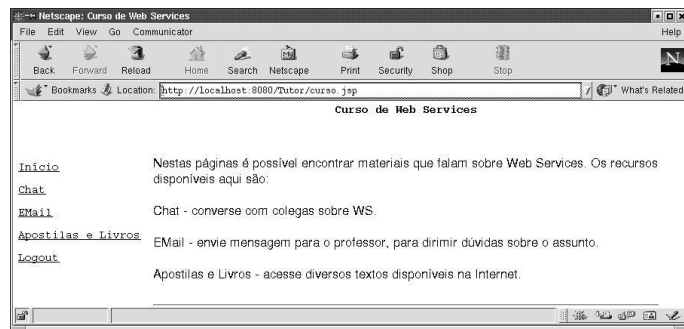 Netscape: Curso de Web Services
File Edit View Go Communicator Help
Back Forward Reload Home Search Netscape Print Security Shop Stop
N
Bookmarks Location: http://localhost:8080/Tutor/curso.jsp What's Related
Curso de Web Services
Nestas páginas é possível encontrar materiais que falam sobre Web Services. Os recursos
disponíveis aqui são:
Início
Chat
EMail
Apostilas e Livros
Logout
Chat - converse com colegas sobre WS.
EMail - envie mensagem para o professor, para dirimir dúvidas sobre o assunto.
Apostilas e Livros - acesse diversos textos disponíveis na Internet.